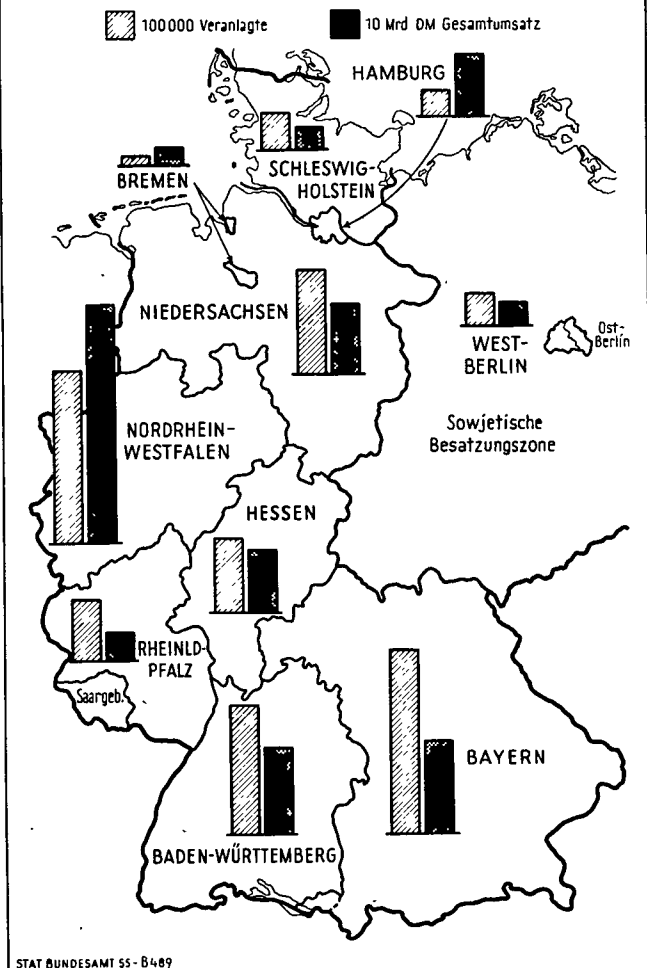 100000 Veranlagte
10 Mrd DM Gesamtumsatz
HAMBURG
SCHLESWIG-
HOLSTEIN
BREMEN
NIEDERSACHSEN
WEST-
BERLIN
Ost-
Berlin
NORDRHEIN-
WESTFALEN
Sowjetische
Besatzungszone
HESSEN
RHEINLD-
PFALZ
Saargeb.
BAYERN
BADEN-WÜRTTEMBERG
STAT BUNDESAMT 55-B489